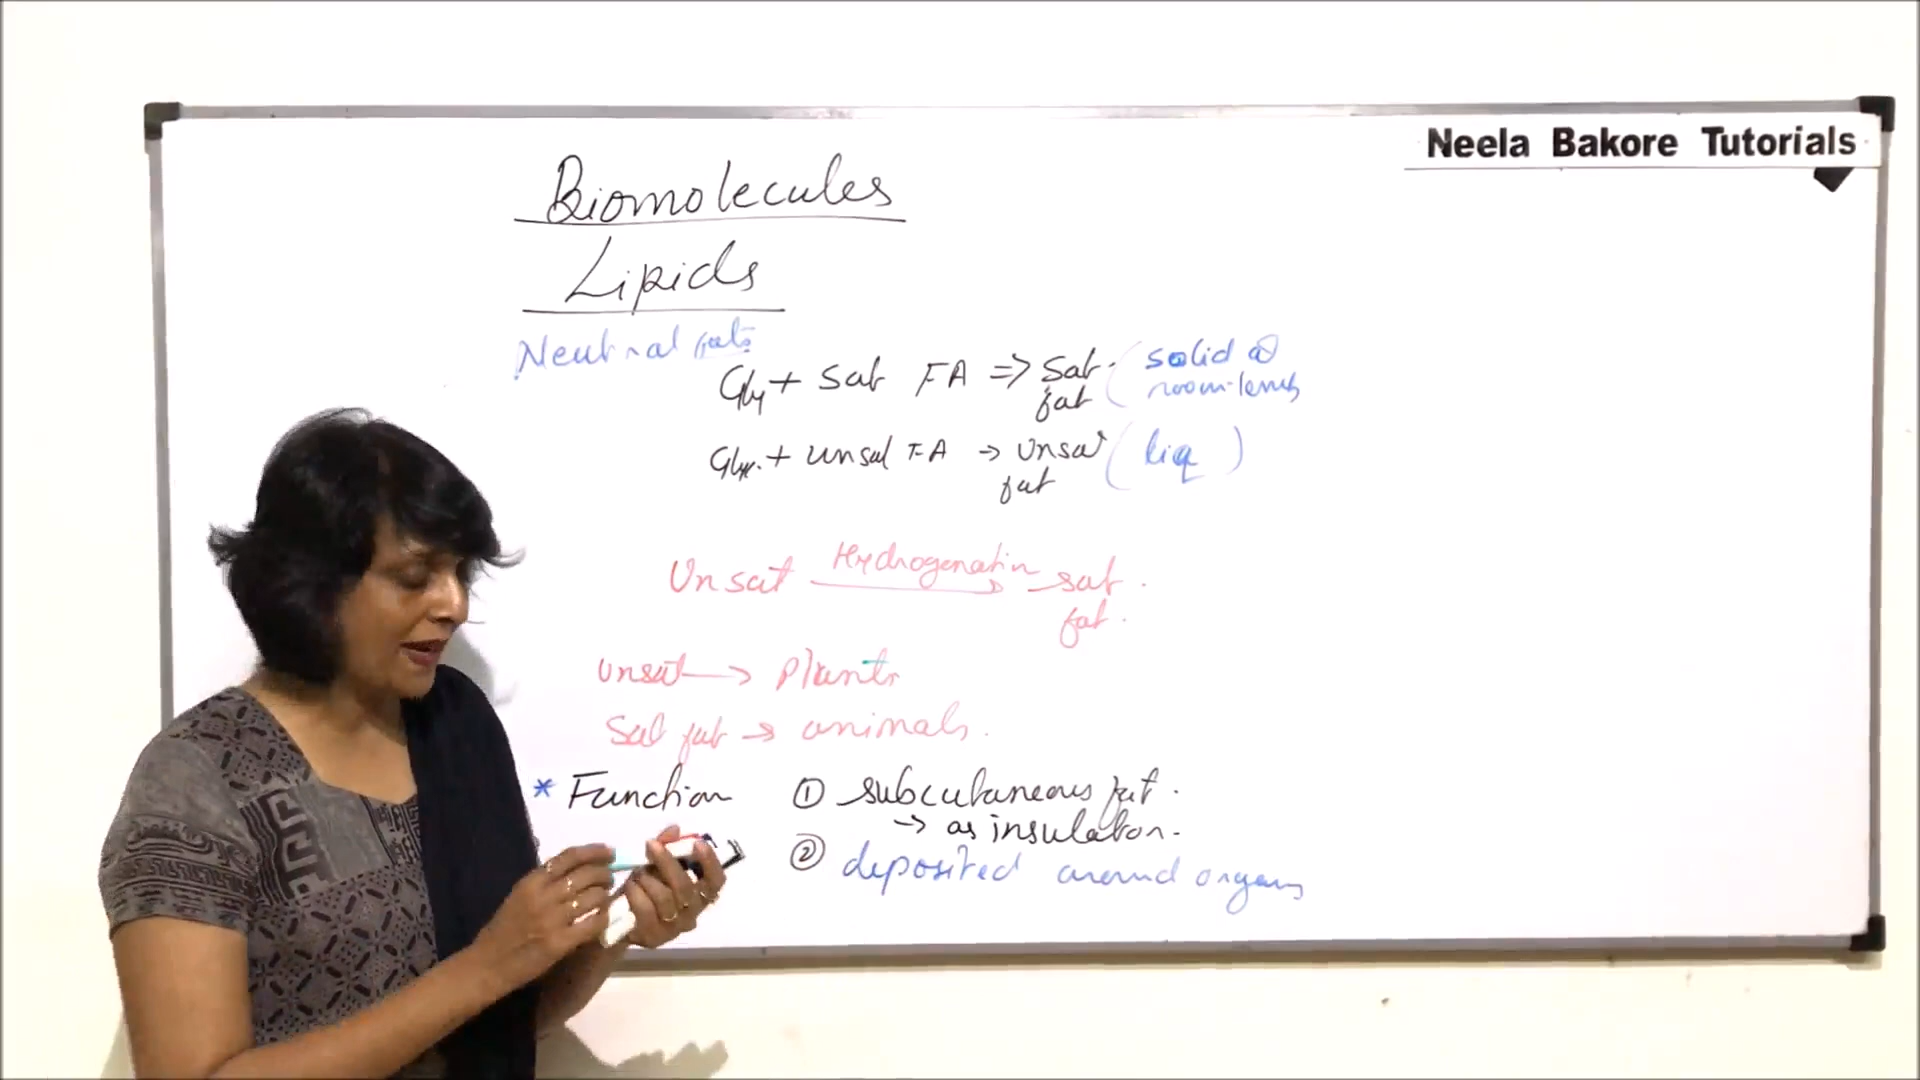 Neela Bakore Tutorials
Biomolecules
Lipids
Neutral fats
Gly + Sat FA => Sat. fat (solid @ room temp
Gly. + unsat FA -> Unsat fat (liq)
Unsat Hydrogenation -> sat. fat.
Unsat -> Plants
Sat fat -> animals.
* Function ① subcutaneous fat.
-> as insulator.
② deposited around organs